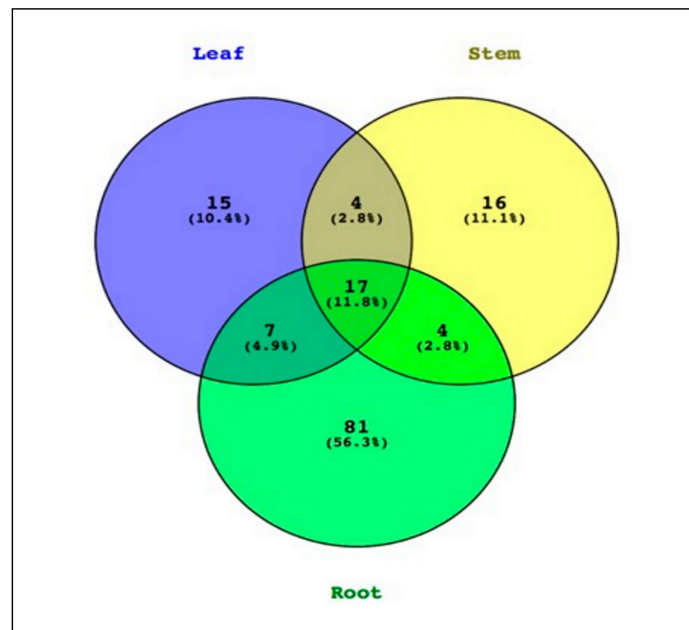 Leaf Stem
15 4 16
(10.4%) (2.8%) (11.1%)
17
(11.8%)
7 4
(4.9%) (2.8%)
81
(56.3%)
Root